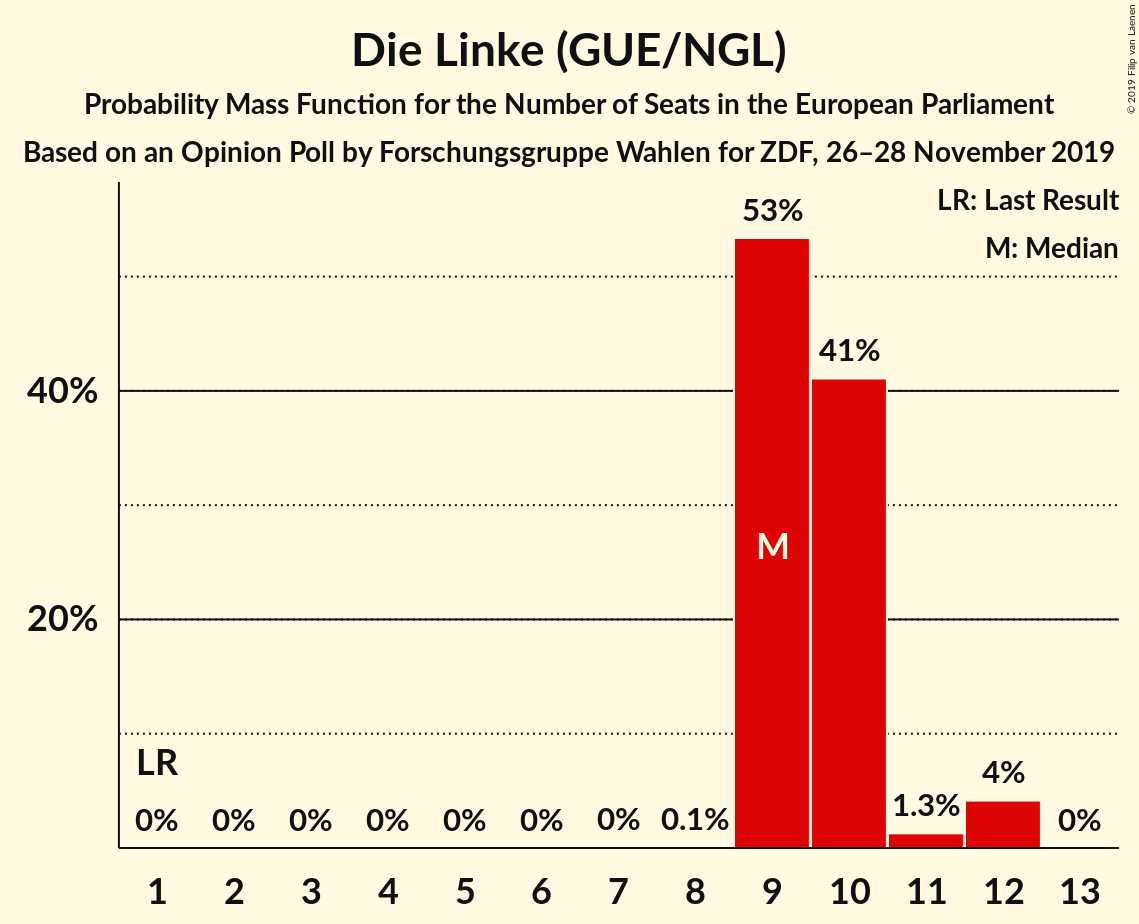 Die Linke (GUE/NGL)
Probability Mass Function for the Number of Seats in the European Parliament
Based on an Opinion Poll by Forschungsgruppe Wahlen for ZDF, 26–28 November 2019
© 2019 Filip van Laenen
LR: Last Result
M: Median
53%
41%
40%
M
20%
LR
0% 0% 0% 0% 0% 0% 0% 0.1% 1.3% 4% 0%
1 2 3 4 5 6 7 8 9 10 11 12 13